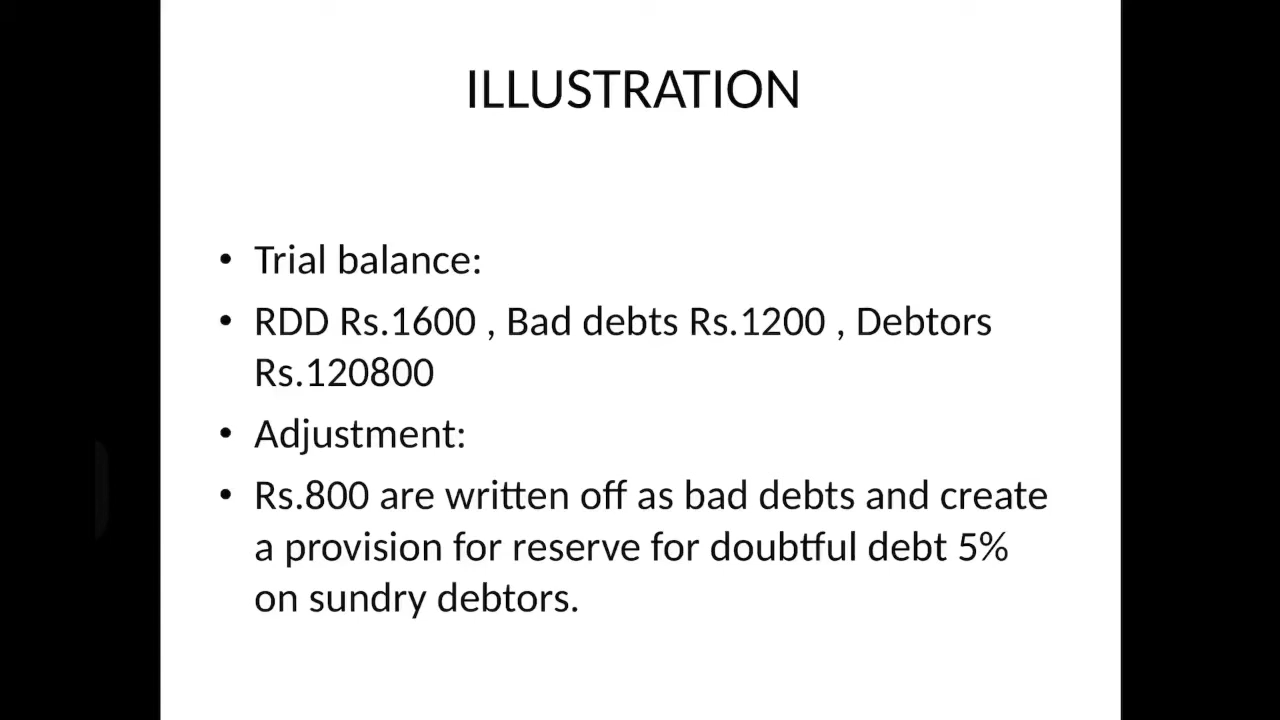 ILLUSTRATION
• Trial balance:
• RDD Rs.1600 , Bad debts Rs.1200 , Debtors
Rs.120800
• Adjustment:
• Rs.800 are written off as bad debts and create
a provision for reserve for doubtful debt 5%
on sundry debtors.